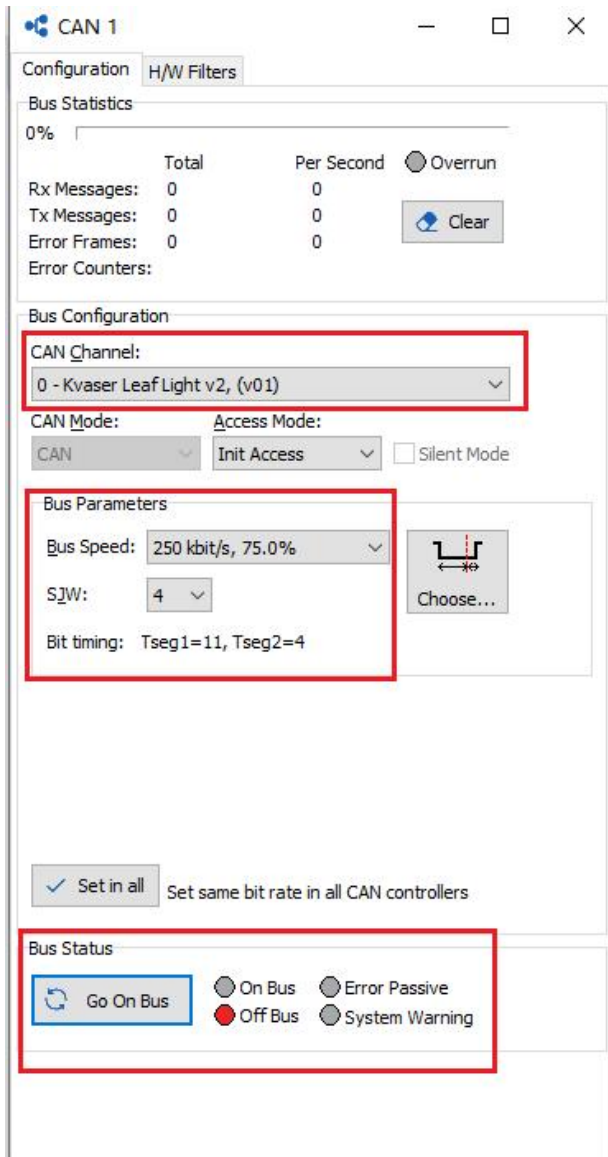 CAN 1
Configuration H/W Filters
Bus Statistics
0%
Total Per Second Overrun
Rx Messages: 0 0
Tx Messages: 0 0
Clear
Error Frames: 0 0
Error Counters:
Bus Configuration
CAN Channel:
0 - Kvaser Leaf Light v2, (v01)
CAN Mode: Access Mode:
CAN Init Access Silent Mode
Bus Parameters
Bus Speed: 250 kbit/s, 75.0%
SJW: 4
Choose...
Bit timing: Tseg1=11, Tseg2=4
Set in all Set same bit rate in all CAN controllers
Bus Status
Go On Bus
On Bus Error Passive
Off Bus System Warning